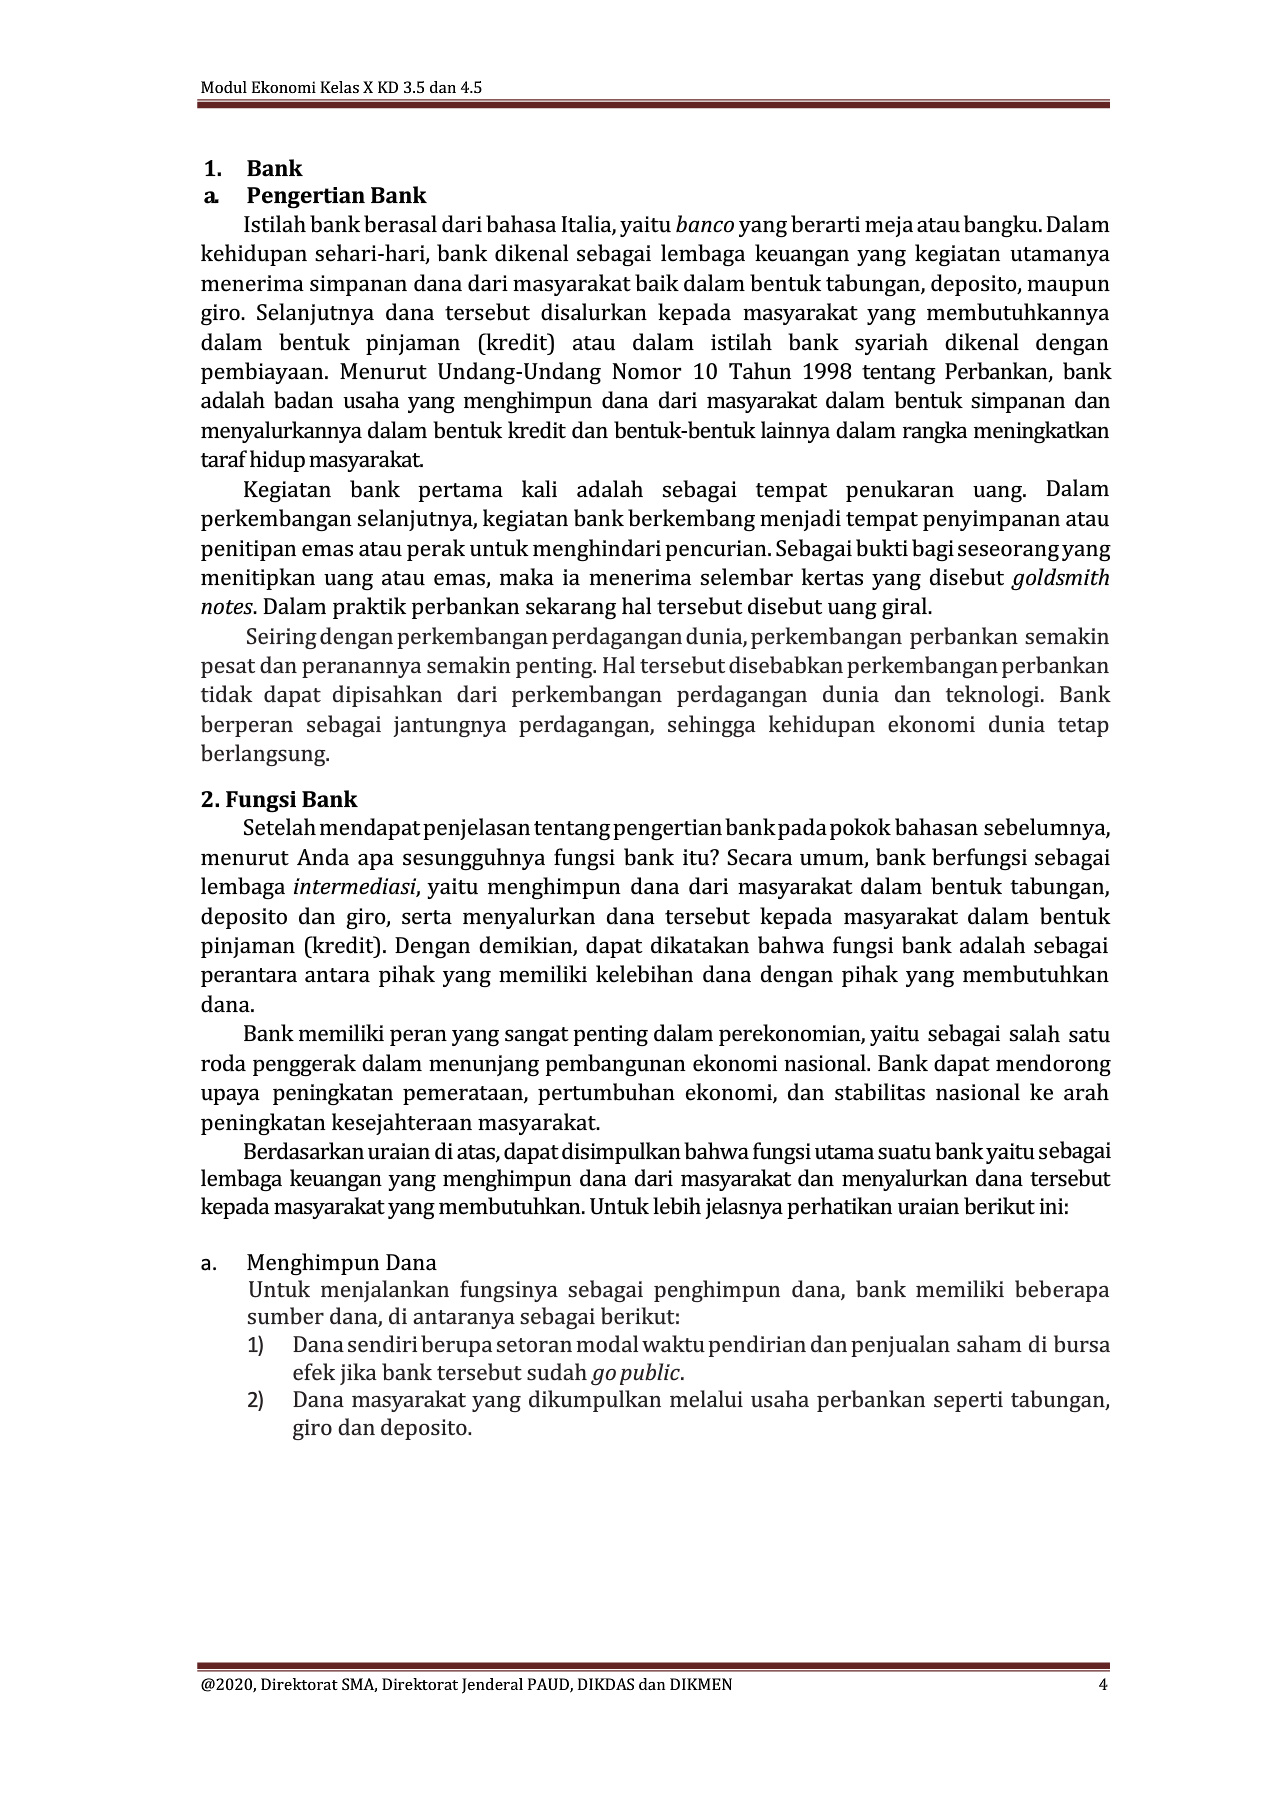 Modul Ekonomi Kelas X KD 3.5 dan 4.5
1. Bank
a. Pengertian Bank
Istilah bank berasal dari bahasa Italia, yaitu banco yang berarti meja atau bangku. Dalam
kehidupan sehari-hari, bank dikenal sebagai lembaga keuangan yang kegiatan utamanya
menerima simpanan dana dari masyarakat baik dalam bentuk tabungan, deposito, maupun
giro. Selanjutnya dana tersebut disalurkan kepada masyarakat yang membutuhkannya
dalam bentuk pinjaman (kredit) atau dalam istilah bank syariah dikenal dengan
pembiayaan. Menurut Undang-Undang Nomor 10 Tahun 1998 tentang Perbankan, bank
adalah badan usaha yang menghimpun dana dari masyarakat dalam bentuk simpanan dan
menyalurkannya dalam bentuk kredit dan bentuk-bentuk lainnya dalam rangka meningkatkan
taraf hidup masyarakat.
Kegiatan bank pertama kali adalah sebagai tempat penukaran uang. Dalam
perkembangan selanjutnya, kegiatan bank berkembang menjadi tempat penyimpanan atau
penitipan emas atau perak untuk menghindari pencurian. Sebagai bukti bagi seseorang yang
menitipkan uang atau emas, maka ia menerima selembar kertas yang disebut goldsmith
notes. Dalam praktik perbankan sekarang hal tersebut disebut uang giral.
Seiring dengan perkembangan perdagangan dunia, perkembangan perbankan semakin
pesat dan peranannya semakin penting. Hal tersebut disebabkan perkembangan perbankan
tidak dapat dipisahkan dari perkembangan perdagangan dunia dan teknologi. Bank
berperan sebagai jantungnya perdagangan, sehingga kehidupan ekonomi dunia tetap
berlangsung.
2. Fungsi Bank
Setelah mendapat penjelasan tentang pengertian bank pada pokok bahasan sebelumnya,
menurut Anda apa sesungguhnya fungsi bank itu? Secara umum, bank berfungsi sebagai
lembaga intermediasi, yaitu menghimpun dana dari masyarakat dalam bentuk tabungan,
deposito dan giro, serta menyalurkan dana tersebut kepada masyarakat dalam bentuk
pinjaman (kredit). Dengan demikian, dapat dikatakan bahwa fungsi bank adalah sebagai
perantara antara pihak yang memiliki kelebihan dana dengan pihak yang membutuhkan
dana.
Bank memiliki peran yang sangat penting dalam perekonomian, yaitu sebagai salah satu
roda penggerak dalam menunjang pembangunan ekonomi nasional. Bank dapat mendorong
upaya peningkatan pemerataan, pertumbuhan ekonomi, dan stabilitas nasional ke arah
peningkatan kesejahteraan masyarakat.
Berdasarkan uraian di atas, dapat disimpulkan bahwa fungsi utama suatu bank yaitu sebagai
lembaga keuangan yang menghimpun dana dari masyarakat dan menyalurkan dana tersebut
kepada masyarakat yang membutuhkan. Untuk lebih jelasnya perhatikan uraian berikut ini:
a. Menghimpun Dana
Untuk menjalankan fungsinya sebagai penghimpun dana, bank memiliki beberapa
sumber dana, di antaranya sebagai berikut:
1) Dana sendiri berupa setoran modal waktu pendirian dan penjualan saham di bursa
efek jika bank tersebut sudah go public.
2) Dana masyarakat yang dikumpulkan melalui usaha perbankan seperti tabungan,
giro dan deposito.
@2020, Direktorat SMA, Direktorat Jenderal PAUD, DIKDAS dan DIKMEN 4